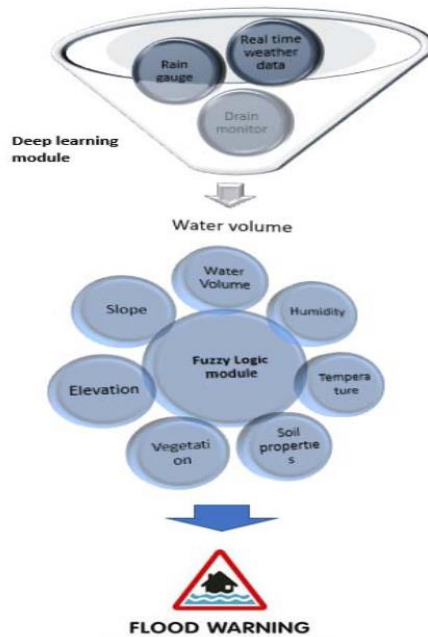 Real time
weather
data
Rain
gauge
Drain
monitor
Deep learning
module
Water volume
Water
Volume
Slope
Humidity
Fuzzy Logic
module
Elevation
Tempera
ture
Vegetati
on
Soil
propertie
s
FLOOD WARNING